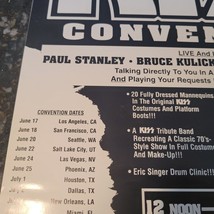 CONVEN
LIVE AND
PAUL STANLEY · BRUCE KULICK
Talking Directly To You In A
And Playing Your Requests
CONVENTION DATES
June 17 Los Angeles, CA
June 18 San Francisco, CA
June 20 Seattle, WA
June 22 Salt Lake City, UT
June 24 Las Vegas, NV
June 25 Phoenix, AZ
July 1 Houston, TX
Dallas, TX
New Orleans, LA
Miami, FL
• 20 Fully Dressed Mannequins
In The Original KISS
Costumes And Platform
Boots!!!
• A KISS Tribute Band
Recreating A Classic 70's-
Style Show In Full Costume
And Make-Up!!!
• Eric Singer Drum Clinic!!!
12 NOON